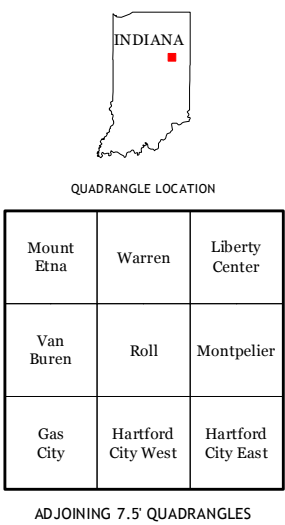 INDIANA
QUADRANGLE LOCATION
Mount
Etna
Warren
Liberty
Center
Van
Buren
Roll
Montpelier
Gas
City
Hartford
City West
Hartford
City East
ADJOINING 7.5' QUADRANGLES